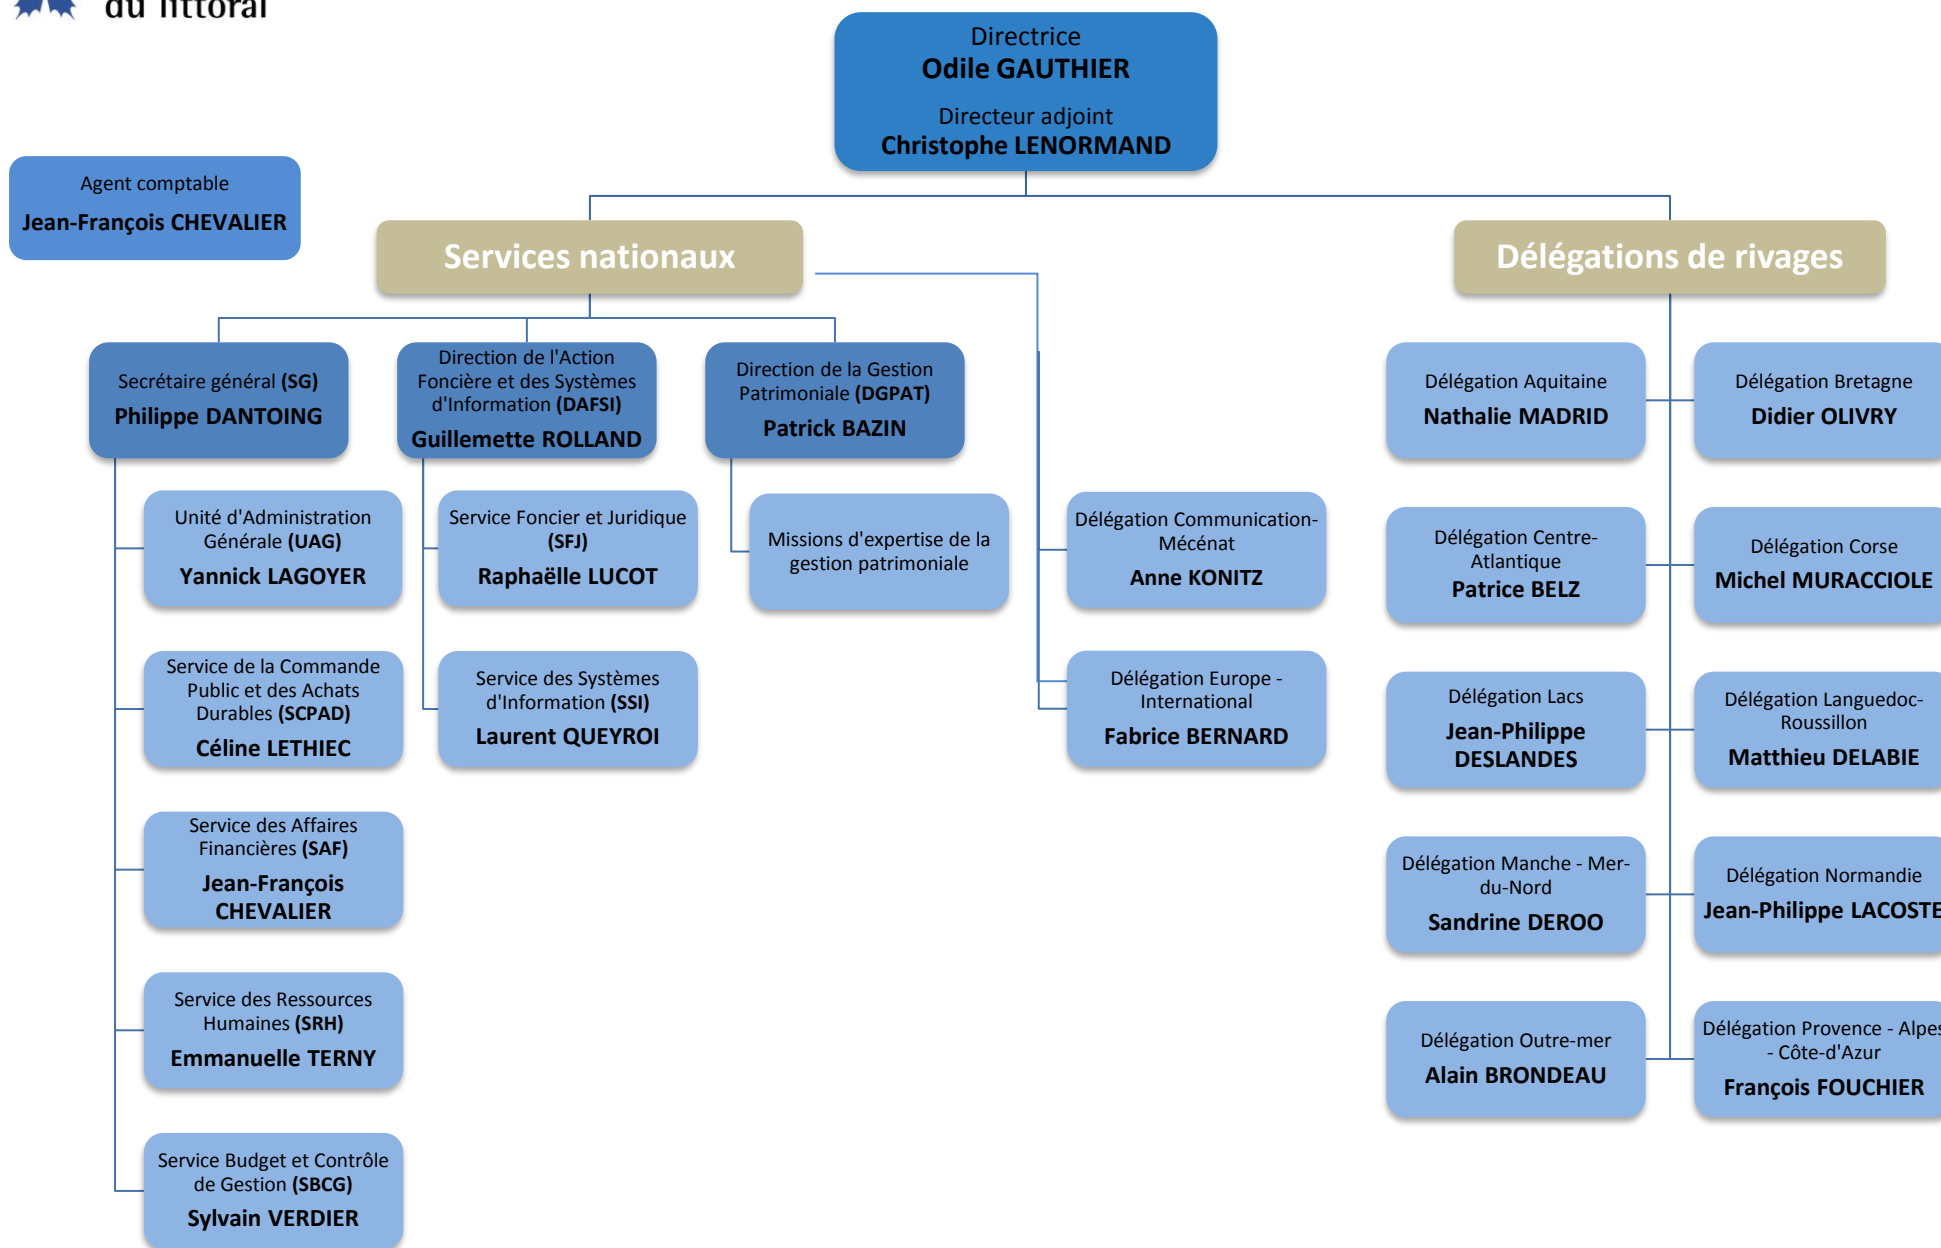 du littoral
Directrice
Odile GAUTHIER
Directeur adjoint
Christophe LENORMAND
Agent comptable
Jean-François CHEVALIER
Services nationaux
Délégations de rivages
Secrétaire général (SG)
Philippe DANTOING
Direction de l'Action
Foncière et des Systèmes
d'Information (DAFSI)
Guillemette ROLLAND
Direction de la Gestion
Patrimoniale (DGPAT)
Patrick BAZIN
Unité d'Administration
Générale (UAG)
Yannick LAGOYER
Service de la Commande
Public et des Achats
Durables (SCPAD)
Céline LETHIEC
Service des Affaires
Financières (SAF)
Jean-François
CHEVALIER
Service des Ressources
Humaines (SRH)
Emmanuelle TERNY
Service Budget et Contrôle
de Gestion (SBCG)
Sylvain VERDIER
Service Foncier et Juridique
(SFJ)
Raphaëlle LUCOT
Service des Systèmes
d'Information (SSI)
Laurent QUEYROI
Missions d'expertise de la
gestion patrimoniale
Délégation Communication-
Mécénat
Anne KONITZ
Délégation Europe -
International
Fabrice BERNARD
Délégation Aquitaine
Nathalie MADRID
Délégation Bretagne
Didier OLIVRY
Délégation Centre-
Atlantique
Patrice BELZ
Délégation Corse
Michel MURACCIOLE
Délégation Lacs
Jean-Philippe
DESLANDES
Délégation Languedoc-
Roussillon
Matthieu DELABIE
Délégation Manche - Mer-
du-Nord
Sandrine DEROO
Délégation Normandie
Jean-Philippe LACOSTE
Délégation Outre-mer
Alain BRONDEAU
Délégation Provence - Alpes
- Côte-d'Azur
François FOUCHIER